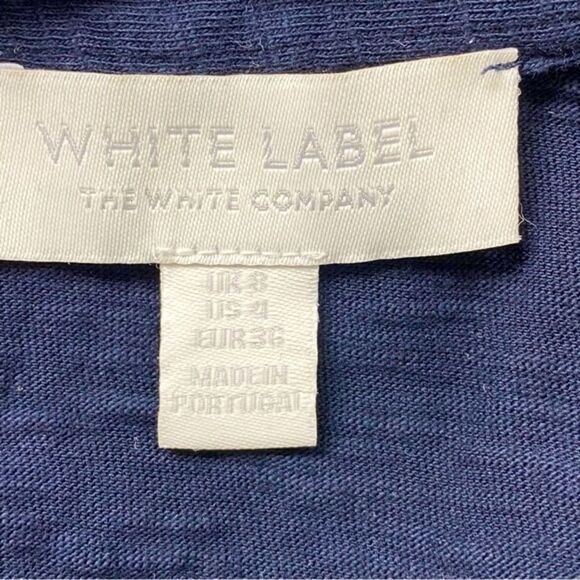 WHITE LABEL
THE WHITE COMPANY
UK 8
US 4
EUR 36
MADE IN
PORTUGAL